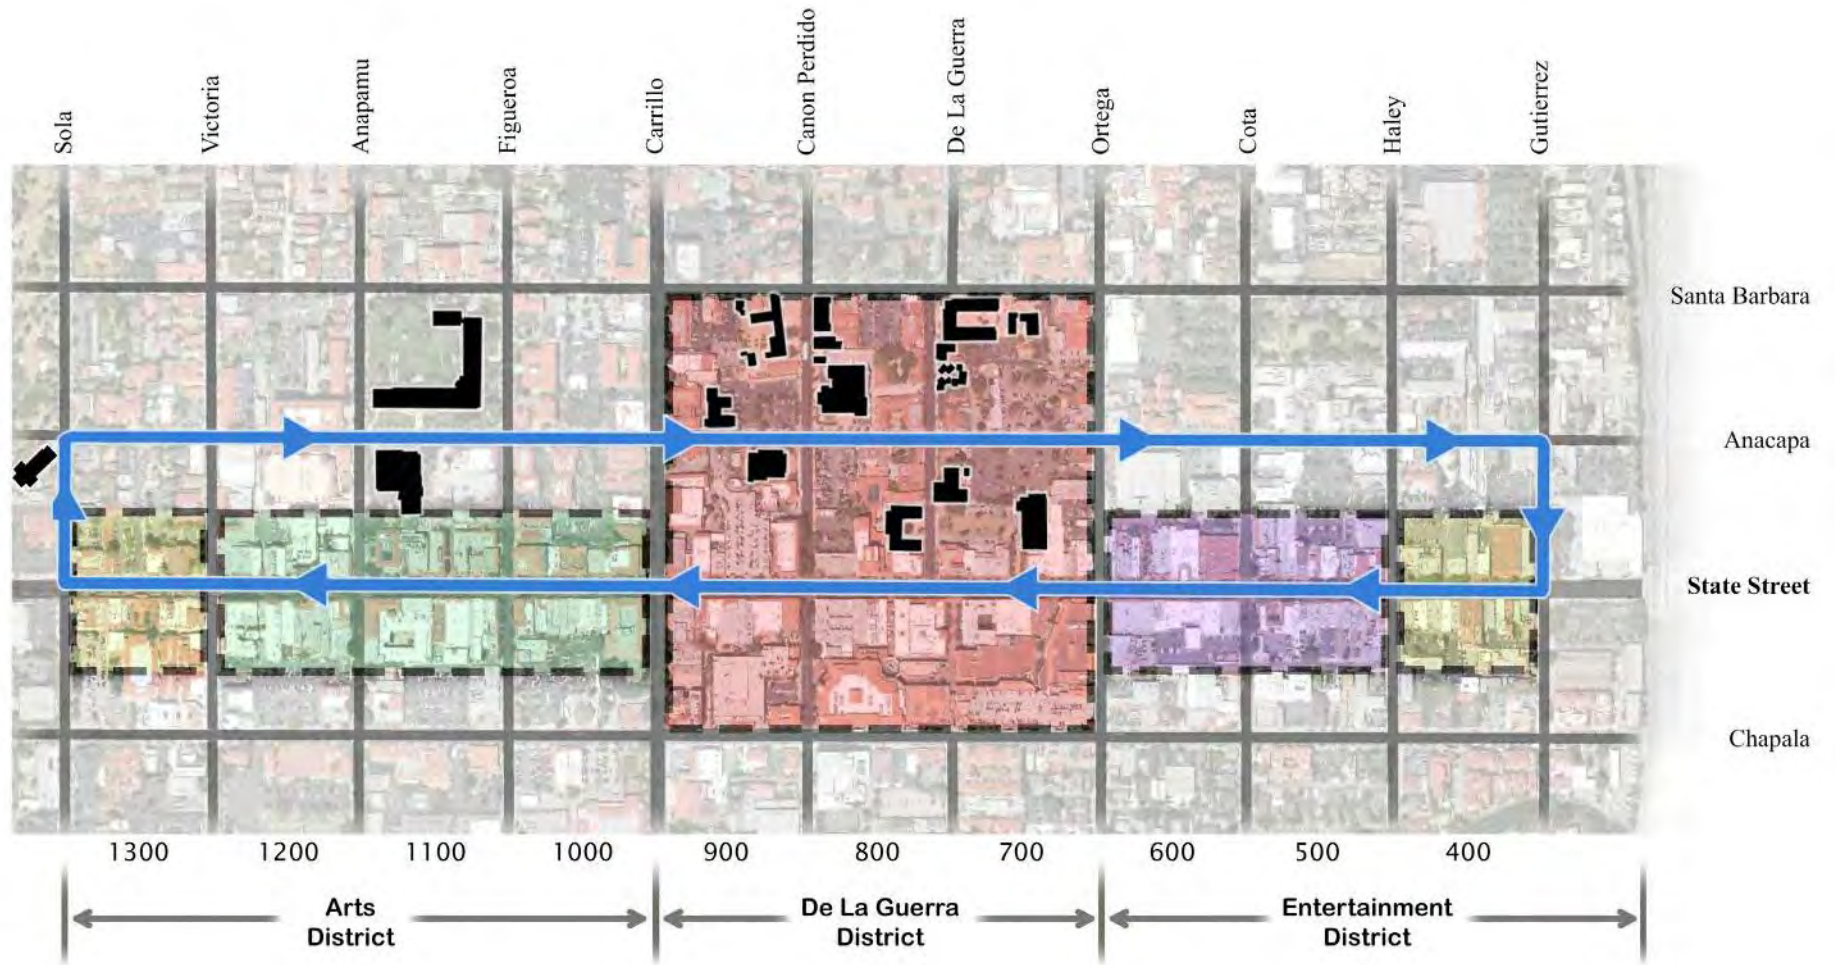 Sola
Victoria
Anapamu
Figueroa
Carrillo
Canon Perdido
De La Guerra
Ortega
Cota
Haley
Gutierrez
Santa Barbara
Anacapa
State Street
Chapala
1300 1200 1100 1000 900 800 700 600 500 400
Arts
District
De La Guerra
District
Entertainment
District